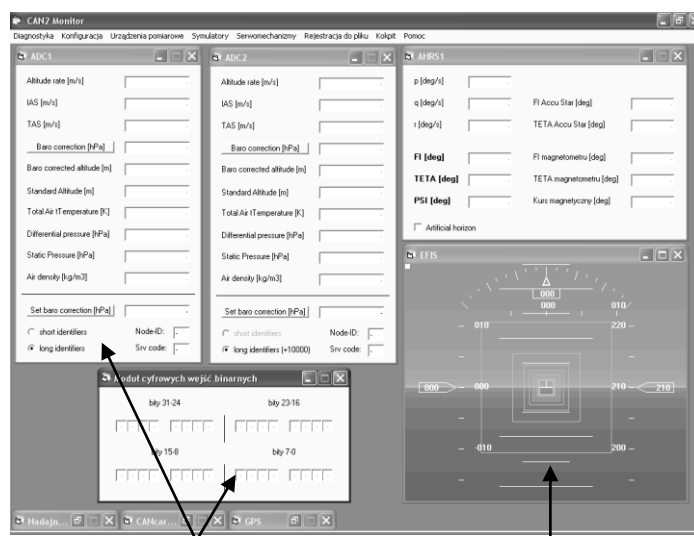 CAN2 Monitor
Diagnostyka Konfiguracja Urządzenia pomiarowe Symulatory Serwomechanizmy Rejestracja do pliku Kokpit Pomoc
ADC1
Altitude rate [m/s]
IAS [m/s]
TAS [m/s]
Baro correction [hPa]
Baro corrected altitude [m]
Standard Altitude [m]
Total Air tTemperature [K]
Differential pressure [hPa]
Static Pressure [hPa]
Air density [kg/m3]
Set baro correction [hPa]
short identifiers Node-ID:
long identifiers Srv code:
ADC2
Altitude rate [m/s]
IAS [m/s]
TAS [m/s]
Baro correction [hPa]
Baro corrected altitude [m]
Standard Altitude [m]
Total Air tTemperature [K]
Differential pressure [hPa]
Static Pressure [hPa]
Air density [kg/m3]
Set baro correction [hPa]
short identifiers Node-ID:
long identifiers (+10000) Srv code:
AHRS1
p [deg/s]
q [deg/s] FI Accu Star [deg]
r [deg/s] TETA Accu Star [deg]
FI [deg] FI magnetometru [deg]
TETA [deg] TETA magnetometru [deg]
PSI [deg] Kurs magnetyczny [deg]
Artificial horizon
EFIS
000
000 010
010 220
000 000 210 210
-010 200
Moduł cyfrowych wejść binarnych
bity 31-24 bity 23-16
bity 15-8 bity 7-0
Nadajn... CANcar... GPS